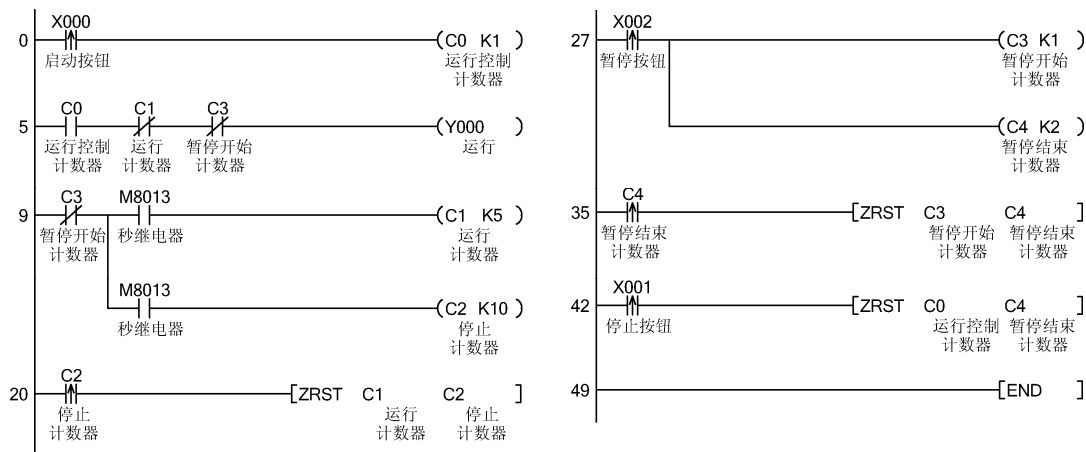 X000
0 (C0 K1 )
启动按钮 运行控制
计数器
C0 C1 C3
5 (Y000 )
运行控制 运行 暂停开始 运行
计数器 计数器 计数器
C3 M8013
9 (C1 K5 )
暂停开始 秒继电器 运行
计数器 计数器
M8013
(C2 K10 )
秒继电器 停止
计数器
C2
20 [ZRST C1 C2 ]
停止 运行 停止
计数器 计数器 计数器
X002
27 (C3 K1 )
暂停按钮 暂停开始
计数器
(C4 K2 )
暂停结束
计数器
C4
35 [ZRST C3 C4 ]
暂停结束 暂停开始 暂停结束
计数器 计数器 计数器
X001
42 [ZRST C0 C4 ]
停止按钮 运行控制 暂停结束
计数器 计数器
49 [END ]